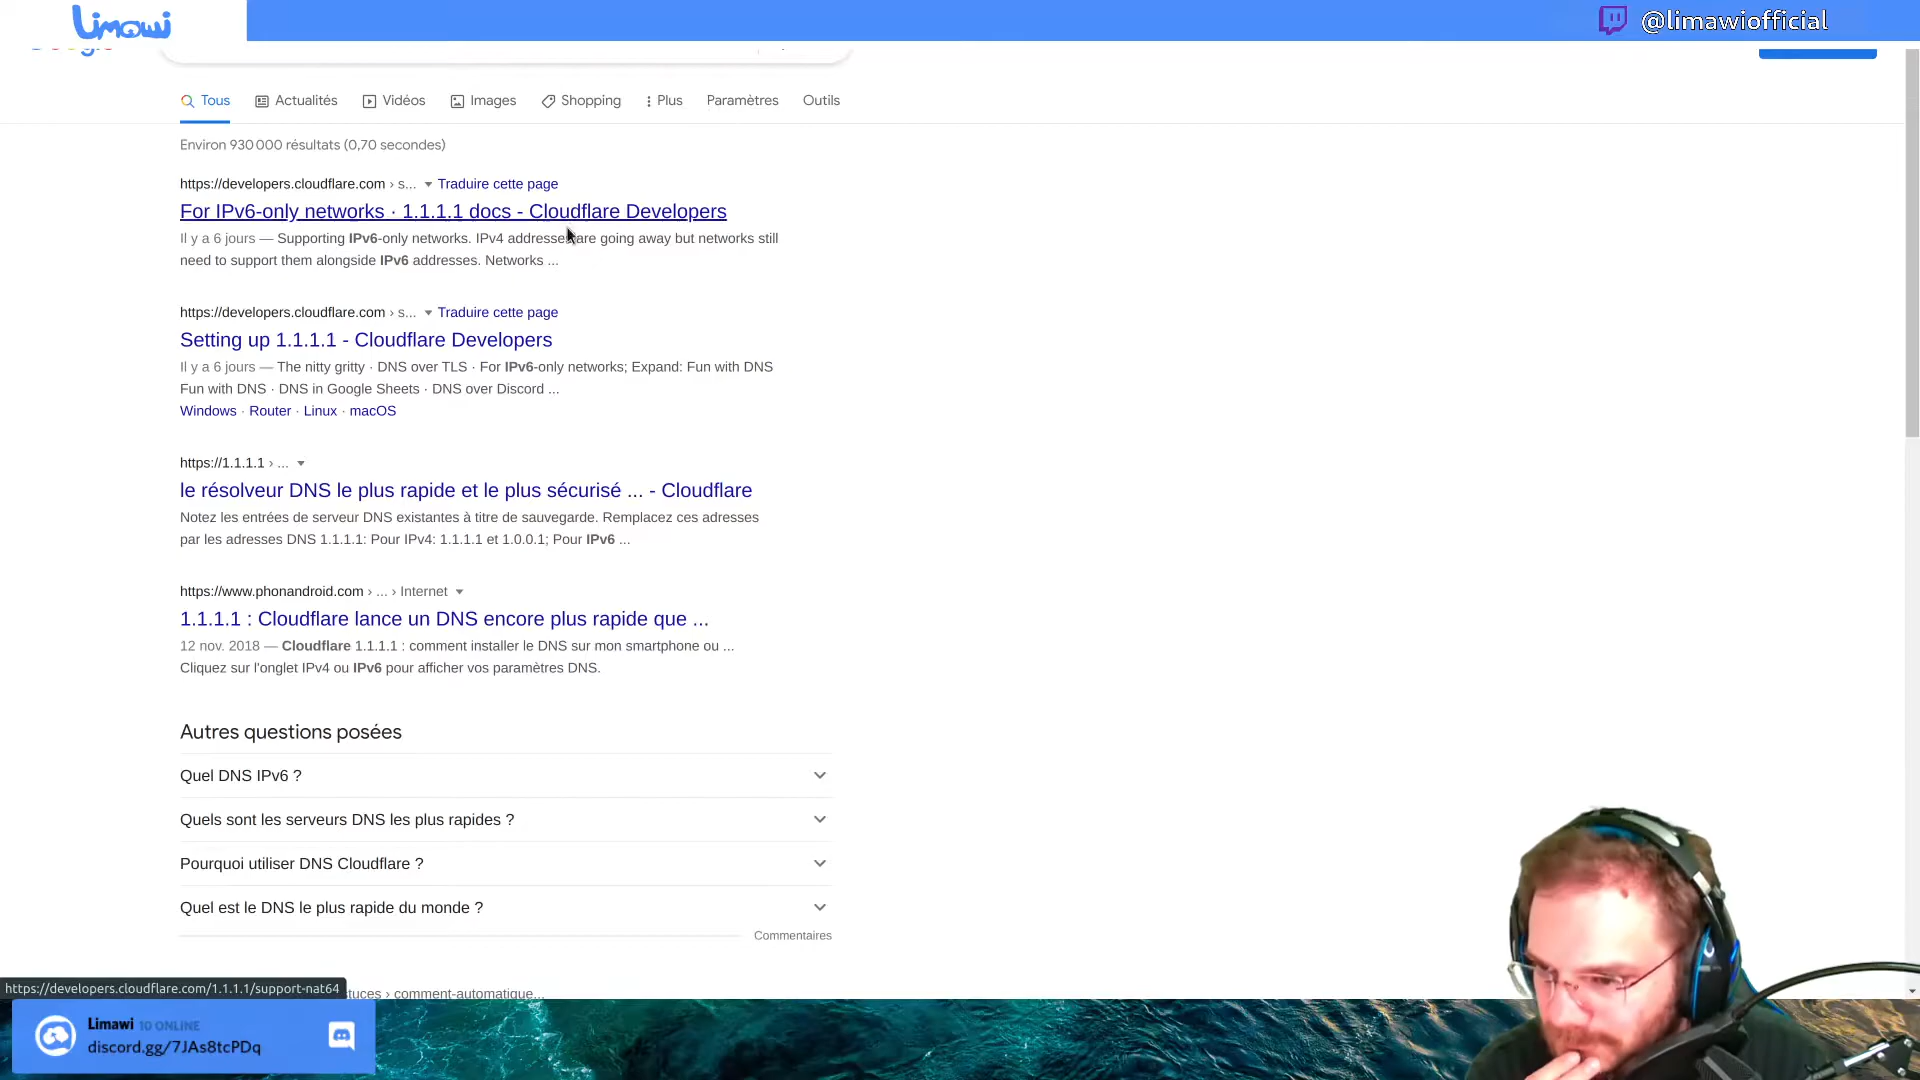 Limawi
@limawiofficial
Tous
Actualités
Vidéos
Images
Shopping
Plus
Paramètres
Outils
Environ 930 000 résultats (0,70 secondes)
https://developers.cloudflare.com › s... Traduire cette page
For IPv6-only networks · 1.1.1.1 docs - Cloudflare Developers
Il y a 6 jours — Supporting IPv6-only networks. IPv4 addresses are going away but networks still
need to support them alongside IPv6 addresses. Networks ...
https://developers.cloudflare.com › s... Traduire cette page
Setting up 1.1.1.1 - Cloudflare Developers
Il y a 6 jours — The nitty gritty · DNS over TLS · For IPv6-only networks; Expand: Fun with DNS
Fun with DNS · DNS in Google Sheets · DNS over Discord ...
Windows · Router · Linux · macOS
https://1.1.1.1 › ...
le résolveur DNS le plus rapide et le plus sécurisé ... - Cloudflare
Notez les entrées de serveur DNS existantes à titre de sauvegarde. Remplacez ces adresses
par les adresses DNS 1.1.1.1: Pour IPv4: 1.1.1.1 et 1.0.0.1; Pour IPv6 ...
https://www.phonandroid.com › ... › Internet
1.1.1.1 : Cloudflare lance un DNS encore plus rapide que ...
12 nov. 2018 — Cloudflare 1.1.1.1 : comment installer le DNS sur mon smartphone ou ...
Cliquez sur l'onglet IPv4 ou IPv6 pour afficher vos paramètres DNS.
Autres questions posées
Quel DNS IPv6 ?
Quels sont les serveurs DNS les plus rapides ?
Pourquoi utiliser DNS Cloudflare ?
Quel est le DNS le plus rapide du monde ?
Commentaires
https://developers.cloudflare.com/1.1.1.1/support-nat64
tuces › comment-automatique...
Limawi 10 ONLINE
discord.gg/7JAs8tcPDq